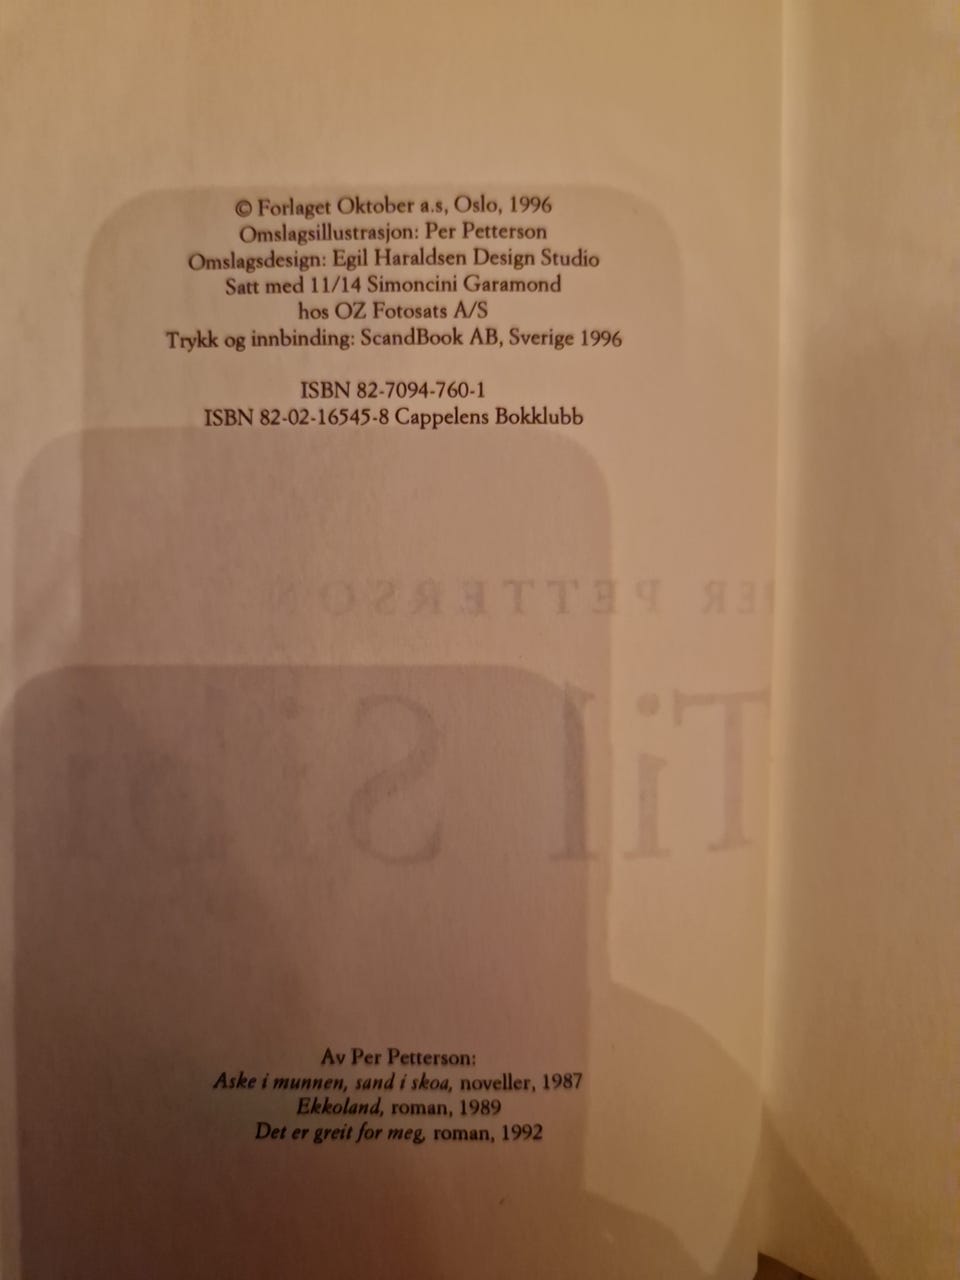 © Forlaget Oktober a.s, Oslo, 1996
Omslagsillustrasjon: Per Petterson
Omslagsdesign: Egil Haraldsen Design Studio
Satt med 11/14 Simoncini Garamond
hos OZ Fotosats A/S
Trykk og innbinding: ScandBook AB, Sverige 1996
ISBN 82-7094-760-1
ISBN 82-02-16545-8 Cappelens Bokklubb
PER PETTERSON
Til
Av Per Petterson:
Aske i munnen, sand i skoa, noveller, 1987
Ekkoland, roman, 1989
Det er greit for meg, roman, 1992